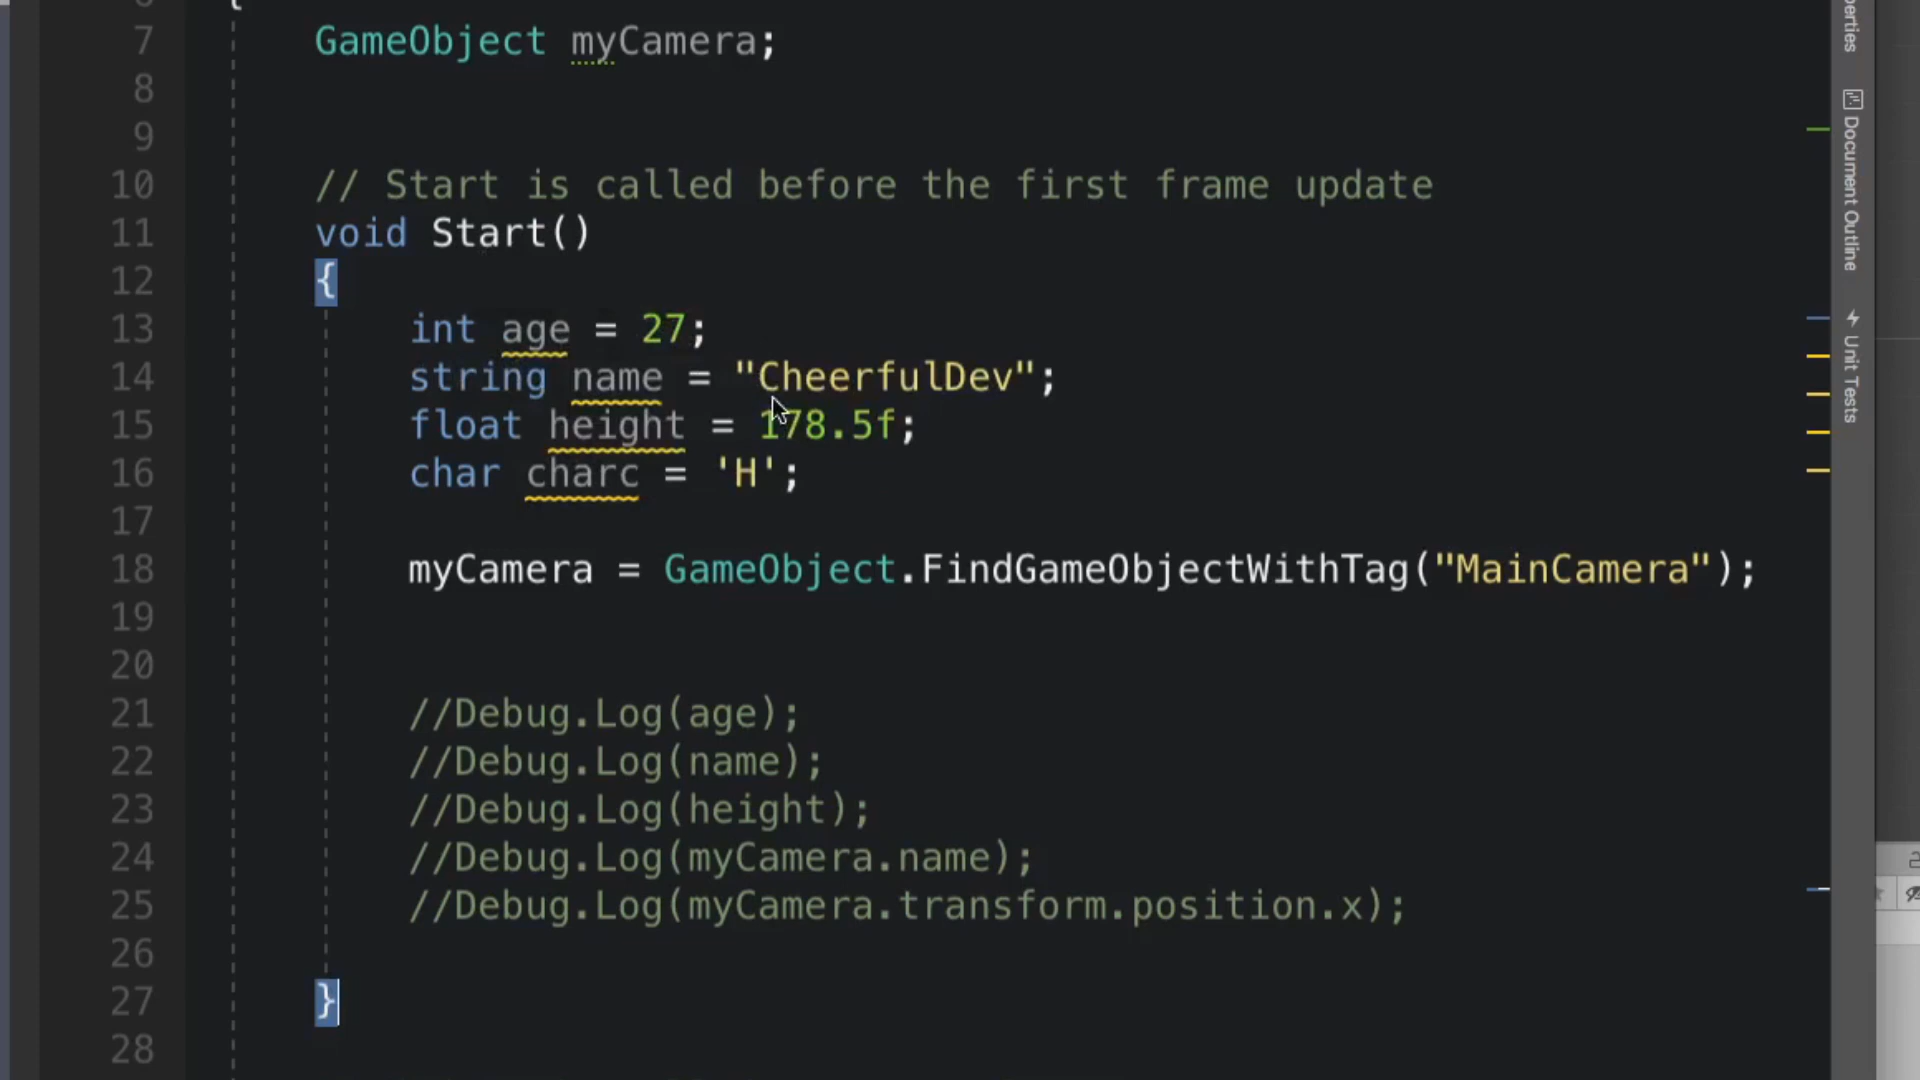 7 GameObject myCamera;
8
9
10 // Start is called before the first frame update
11 void Start()
12 {
13 int age = 27;
14 string name = "CheerfulDev";
15 float height = 178.5f;
16 char charc = 'H';
17
18 myCamera = GameObject.FindGameObjectWithTag("MainCamera");
19
20
21 //Debug.Log(age);
22 //Debug.Log(name);
23 //Debug.Log(height);
24 //Debug.Log(myCamera.name);
25 //Debug.Log(myCamera.transform.position.x);
26
27 }
28
Document Outline
Unit Tests